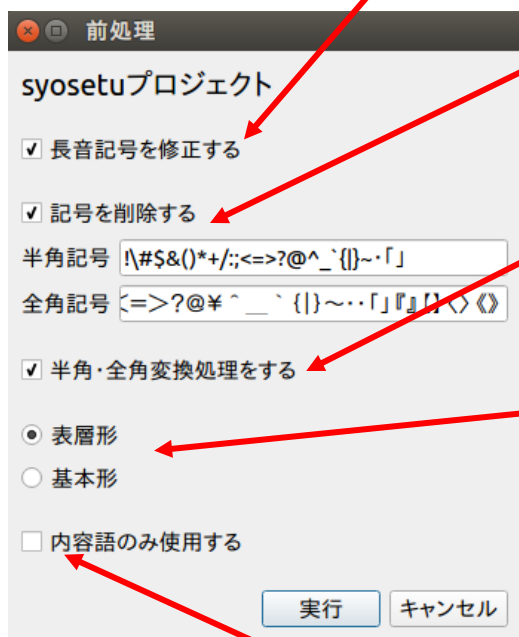 前処理
syosetuプロジェクト
長音記号を修正する
記号を削除する
半角記号 !\#$&()*+/:;<=>?@^_`{|}~·「」
全角記号 <=＞？＠￥＾＿｀｛｜｝～··「」『』【】〈〉《》
半角·全角変換処理をする
表層形
基本形
内容語のみ使用する
実行 キャンセル